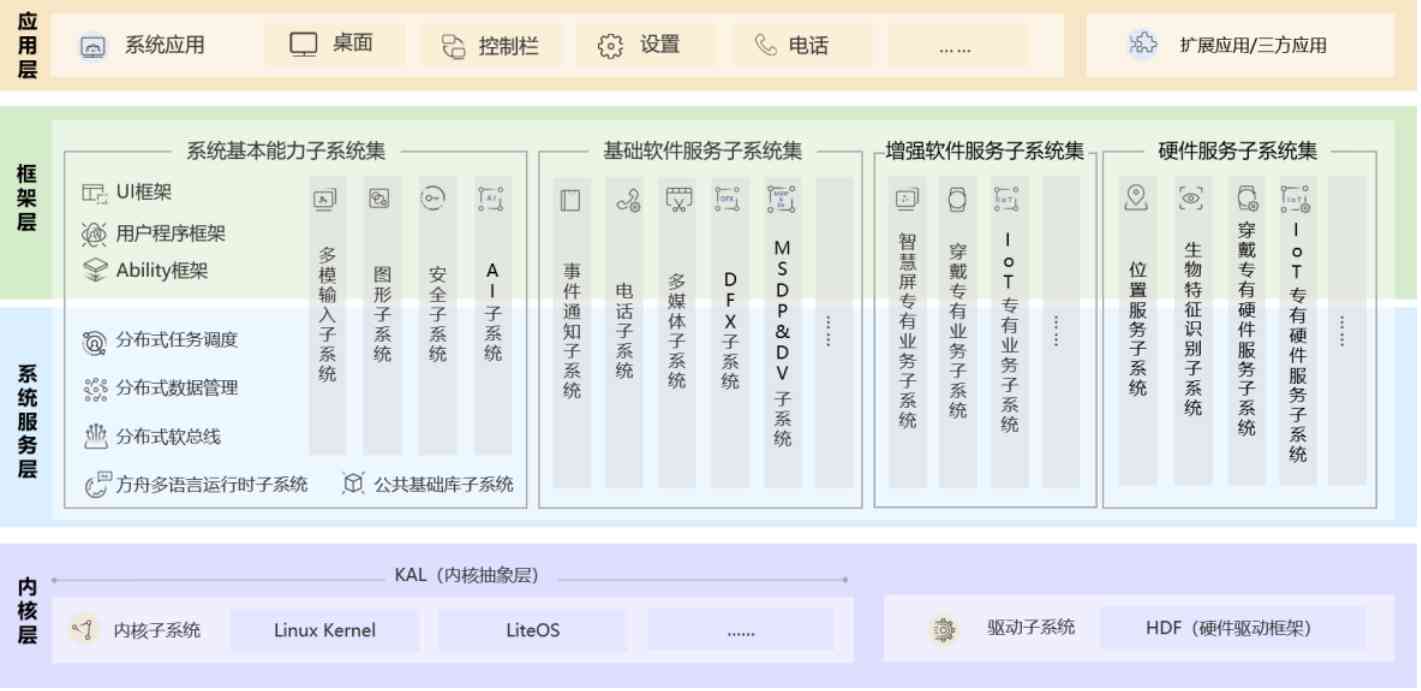 应用层
系统应用
桌面
控制栏
设置
电话
... ...
扩展应用/三方应用
框架层
系统基本能力子系统集
UI框架
用户程序框架
Ability框架
分布式任务调度
分布式数据管理
分布式软总线
方舟多语言运行时子系统
公共基础库子系统
多模输入子系统
图形子系统
安全子系统
AI
AI子系统
基础软件服务子系统集
事件通知子系统
电话子系统
多媒体子系统
DFX
DFX子系统
MSDP & DV
MSDP&DV子系统
......
增强软件服务子系统集
智慧屏专有业务子系统
穿戴专有业务子系统
IoT
IoT专有业务子系统
......
硬件服务子系统集
位置服务子系统
生物特征识别子系统
穿戴专有硬件服务子系统
IoT
IoT专有硬件服务子系统
......
系统服务层
内核层
KAL（内核抽象层）
内核子系统
Linux Kernel
LiteOS
......
驱动子系统
HDF（硬件驱动框架）